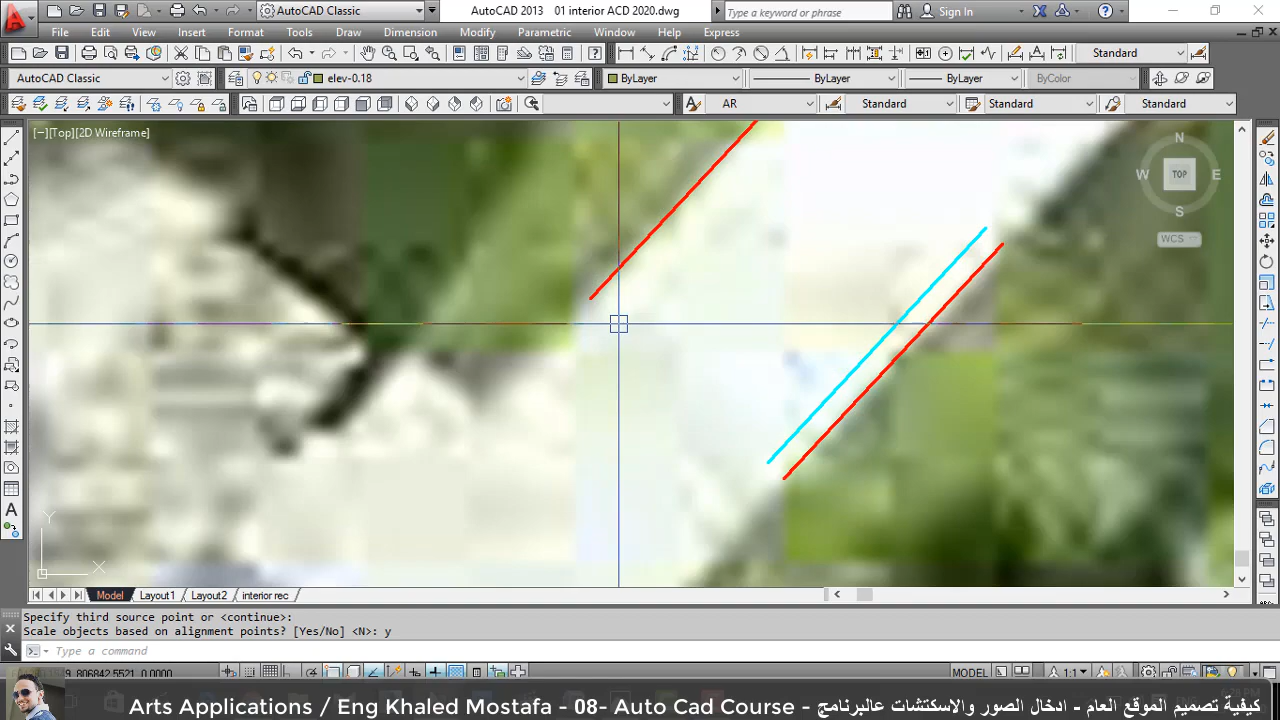 AutoCAD Classic
AutoCAD 2013 01 interior ACD 2020.dwg
Type a keyword or phrase
Sign In
File Edit View Insert Format Tools Draw Dimension Modify Parametric Window Help Express
Standard
AutoCAD Classic
elev-0.18
ByLayer
ByLayer
ByLayer
ByColor
AR
Standard
Standard
Standard
[−][Top][2D Wireframe]
N
W TOP E
S
WCS
Y
X
Model Layout1 Layout2 interior rec
Specify third source point or <continue>:
Scale objects based on alignment points? [Yes/No] <N>: y
Type a command
806842.5521, 0.0000
MODEL
1:1
Arts Applications / Eng Khaled Mostafa - 08- Auto Cad Course - كيفية تصميم الموقع العام - ادخال الصور والاسكتشات عالبرنامج